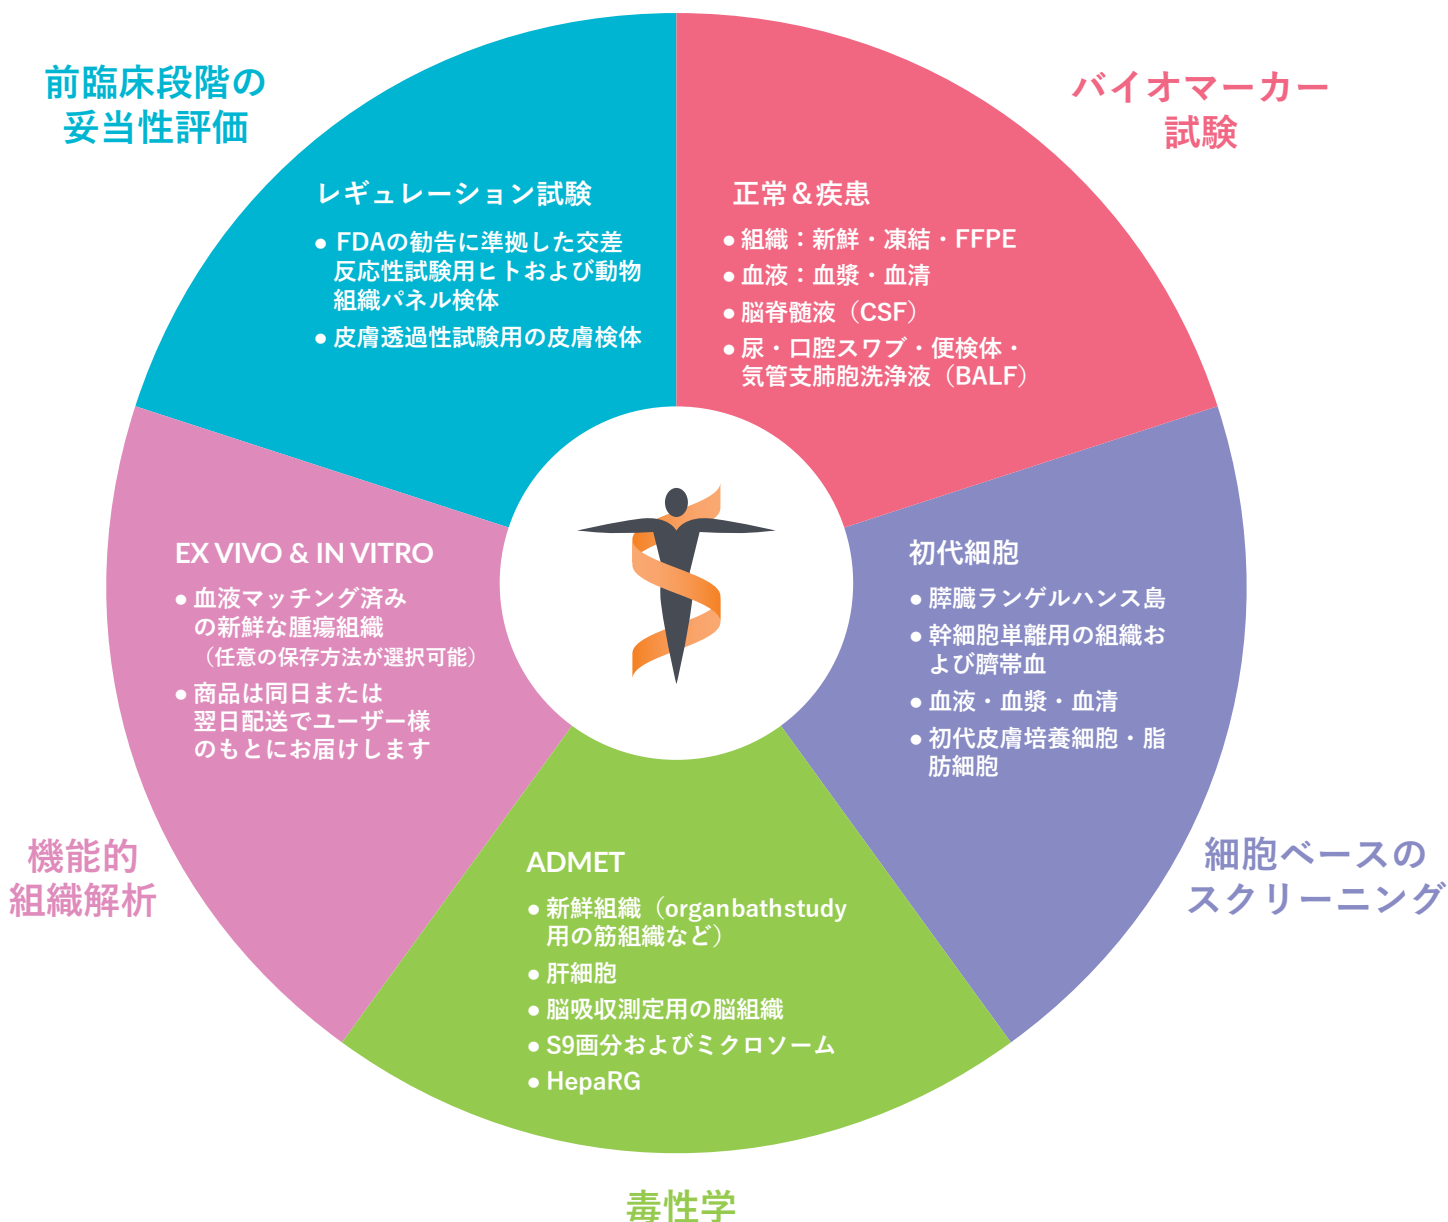 前臨床段階の
妥当性評価
レギュレーション試験
● FDAの勧告に準拠した交差
反応性試験用ヒトおよび動物
組織パネル検体
● 皮膚透過性試験用の皮膚検体
バイオマーカー
試験
正常＆疾患
● 組織：新鮮・凍結・FFPE
● 血液：血漿・血清
● 脳脊髄液（CSF）
● 尿・口腔スワブ・便検体・
気管支肺胞洗浄液（BALF）
初代細胞
● 膵臓ランゲルハンス島
● 幹細胞単離用の組織お
よび臍帯血
● 血液・血漿・血清
● 初代皮膚培養細胞・脂
肪細胞
細胞ベースの
スクリーニング
ADMET
● 新鮮組織（organbathstudy
用の筋組織など）
● 肝細胞
● 脳吸収測定用の脳組織
● S9画分およびミクロソーム
● HepaRG
毒性学
EX VIVO & IN VITRO
● 血液マッチング済み
の新鮮な腫瘍組織
（任意の保存方法が選択可能）
● 商品は同日または
翌日配送でユーザー様
のもとにお届けします
機能的
組織解析